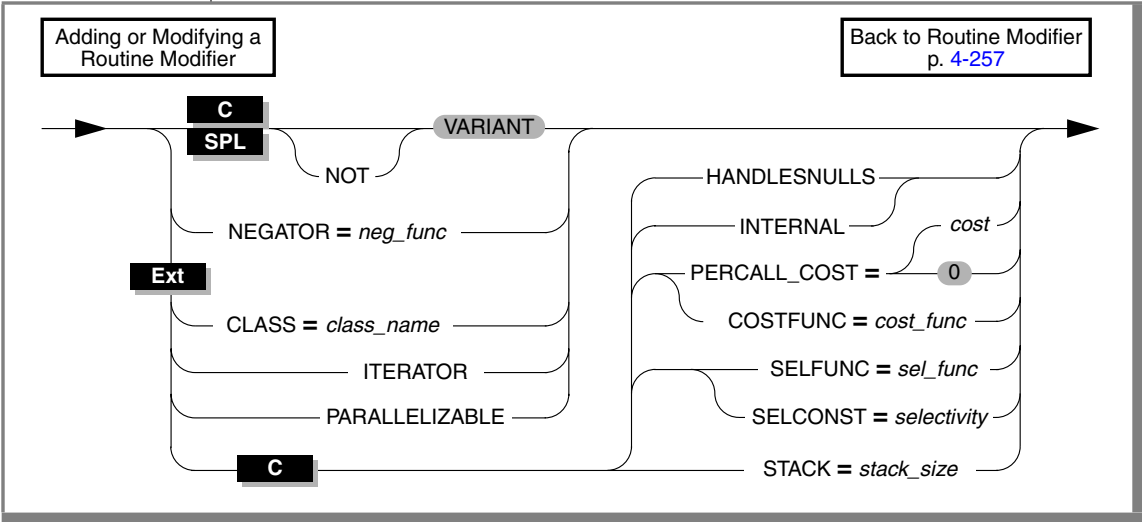 Adding or Modifying a
Routine Modifier
Back to Routine Modifier
p. 4-257
C
SPL
NOT
VARIANT
NEGATOR = neg_func
Ext
CLASS = class_name
ITERATOR
PARALLELIZABLE
C
HANDLESNULLS
INTERNAL
PERCALL_COST =
cost
0
COSTFUNC = cost_func
SELFUNC = sel_func
SELCONST = selectivity
STACK = stack_size